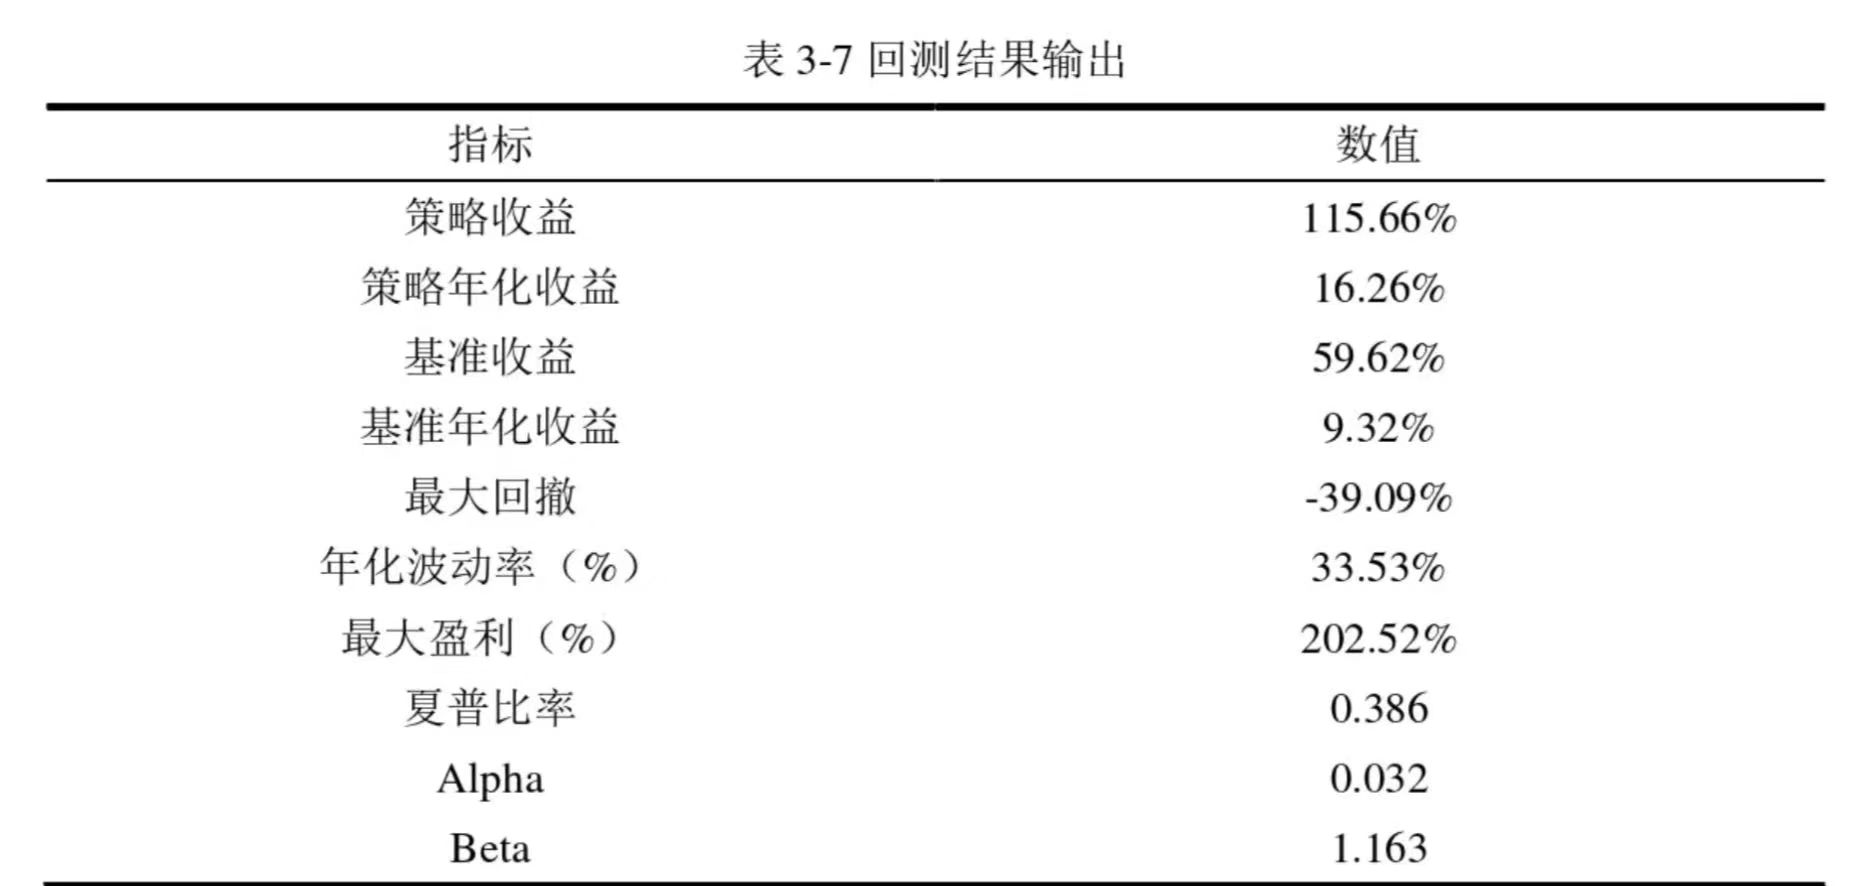 表 3-7 回测结果输出
指标 数值
策略收益 115.66%
策略年化收益 16.26%
基准收益 59.62%
基准年化收益 9.32%
最大回撤 -39.09%
年化波动率（%） 33.53%
最大盈利（%） 202.52%
夏普比率 0.386
Alpha 0.032
Beta 1.163